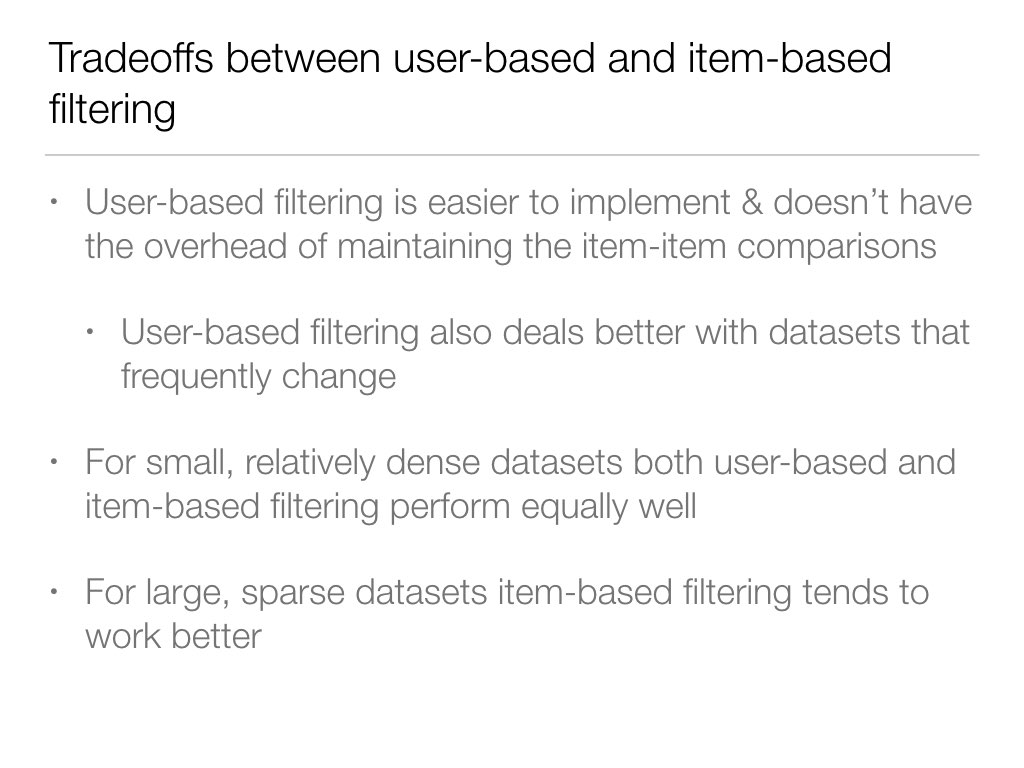 Tradeoffs between user-based and item-based
filtering
• User-based filtering is easier to implement & doesn’t have
the overhead of maintaining the item-item comparisons
• User-based filtering also deals better with datasets that
frequently change
• For small, relatively dense datasets both user-based and
item-based filtering perform equally well
• For large, sparse datasets item-based filtering tends to
work better